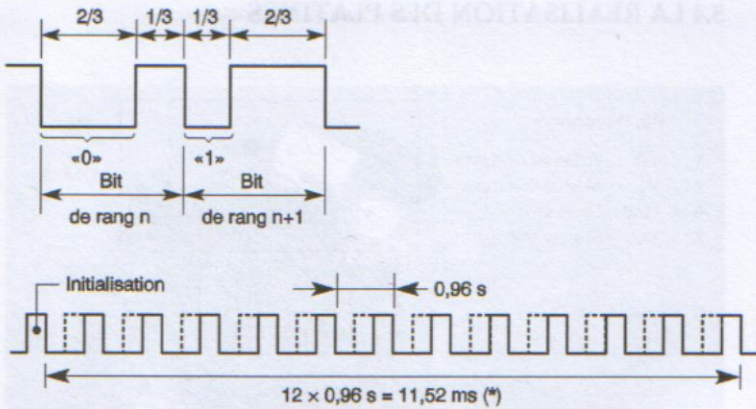 3.4 LA REALISATION DES PLATINES
2/3 1/3 1/3 2/3
«0» «1»
Bit Bit
de rang n de rang n+1
Initialisation
0,96 s
12 × 0,96 s = 11,52 ms (*)